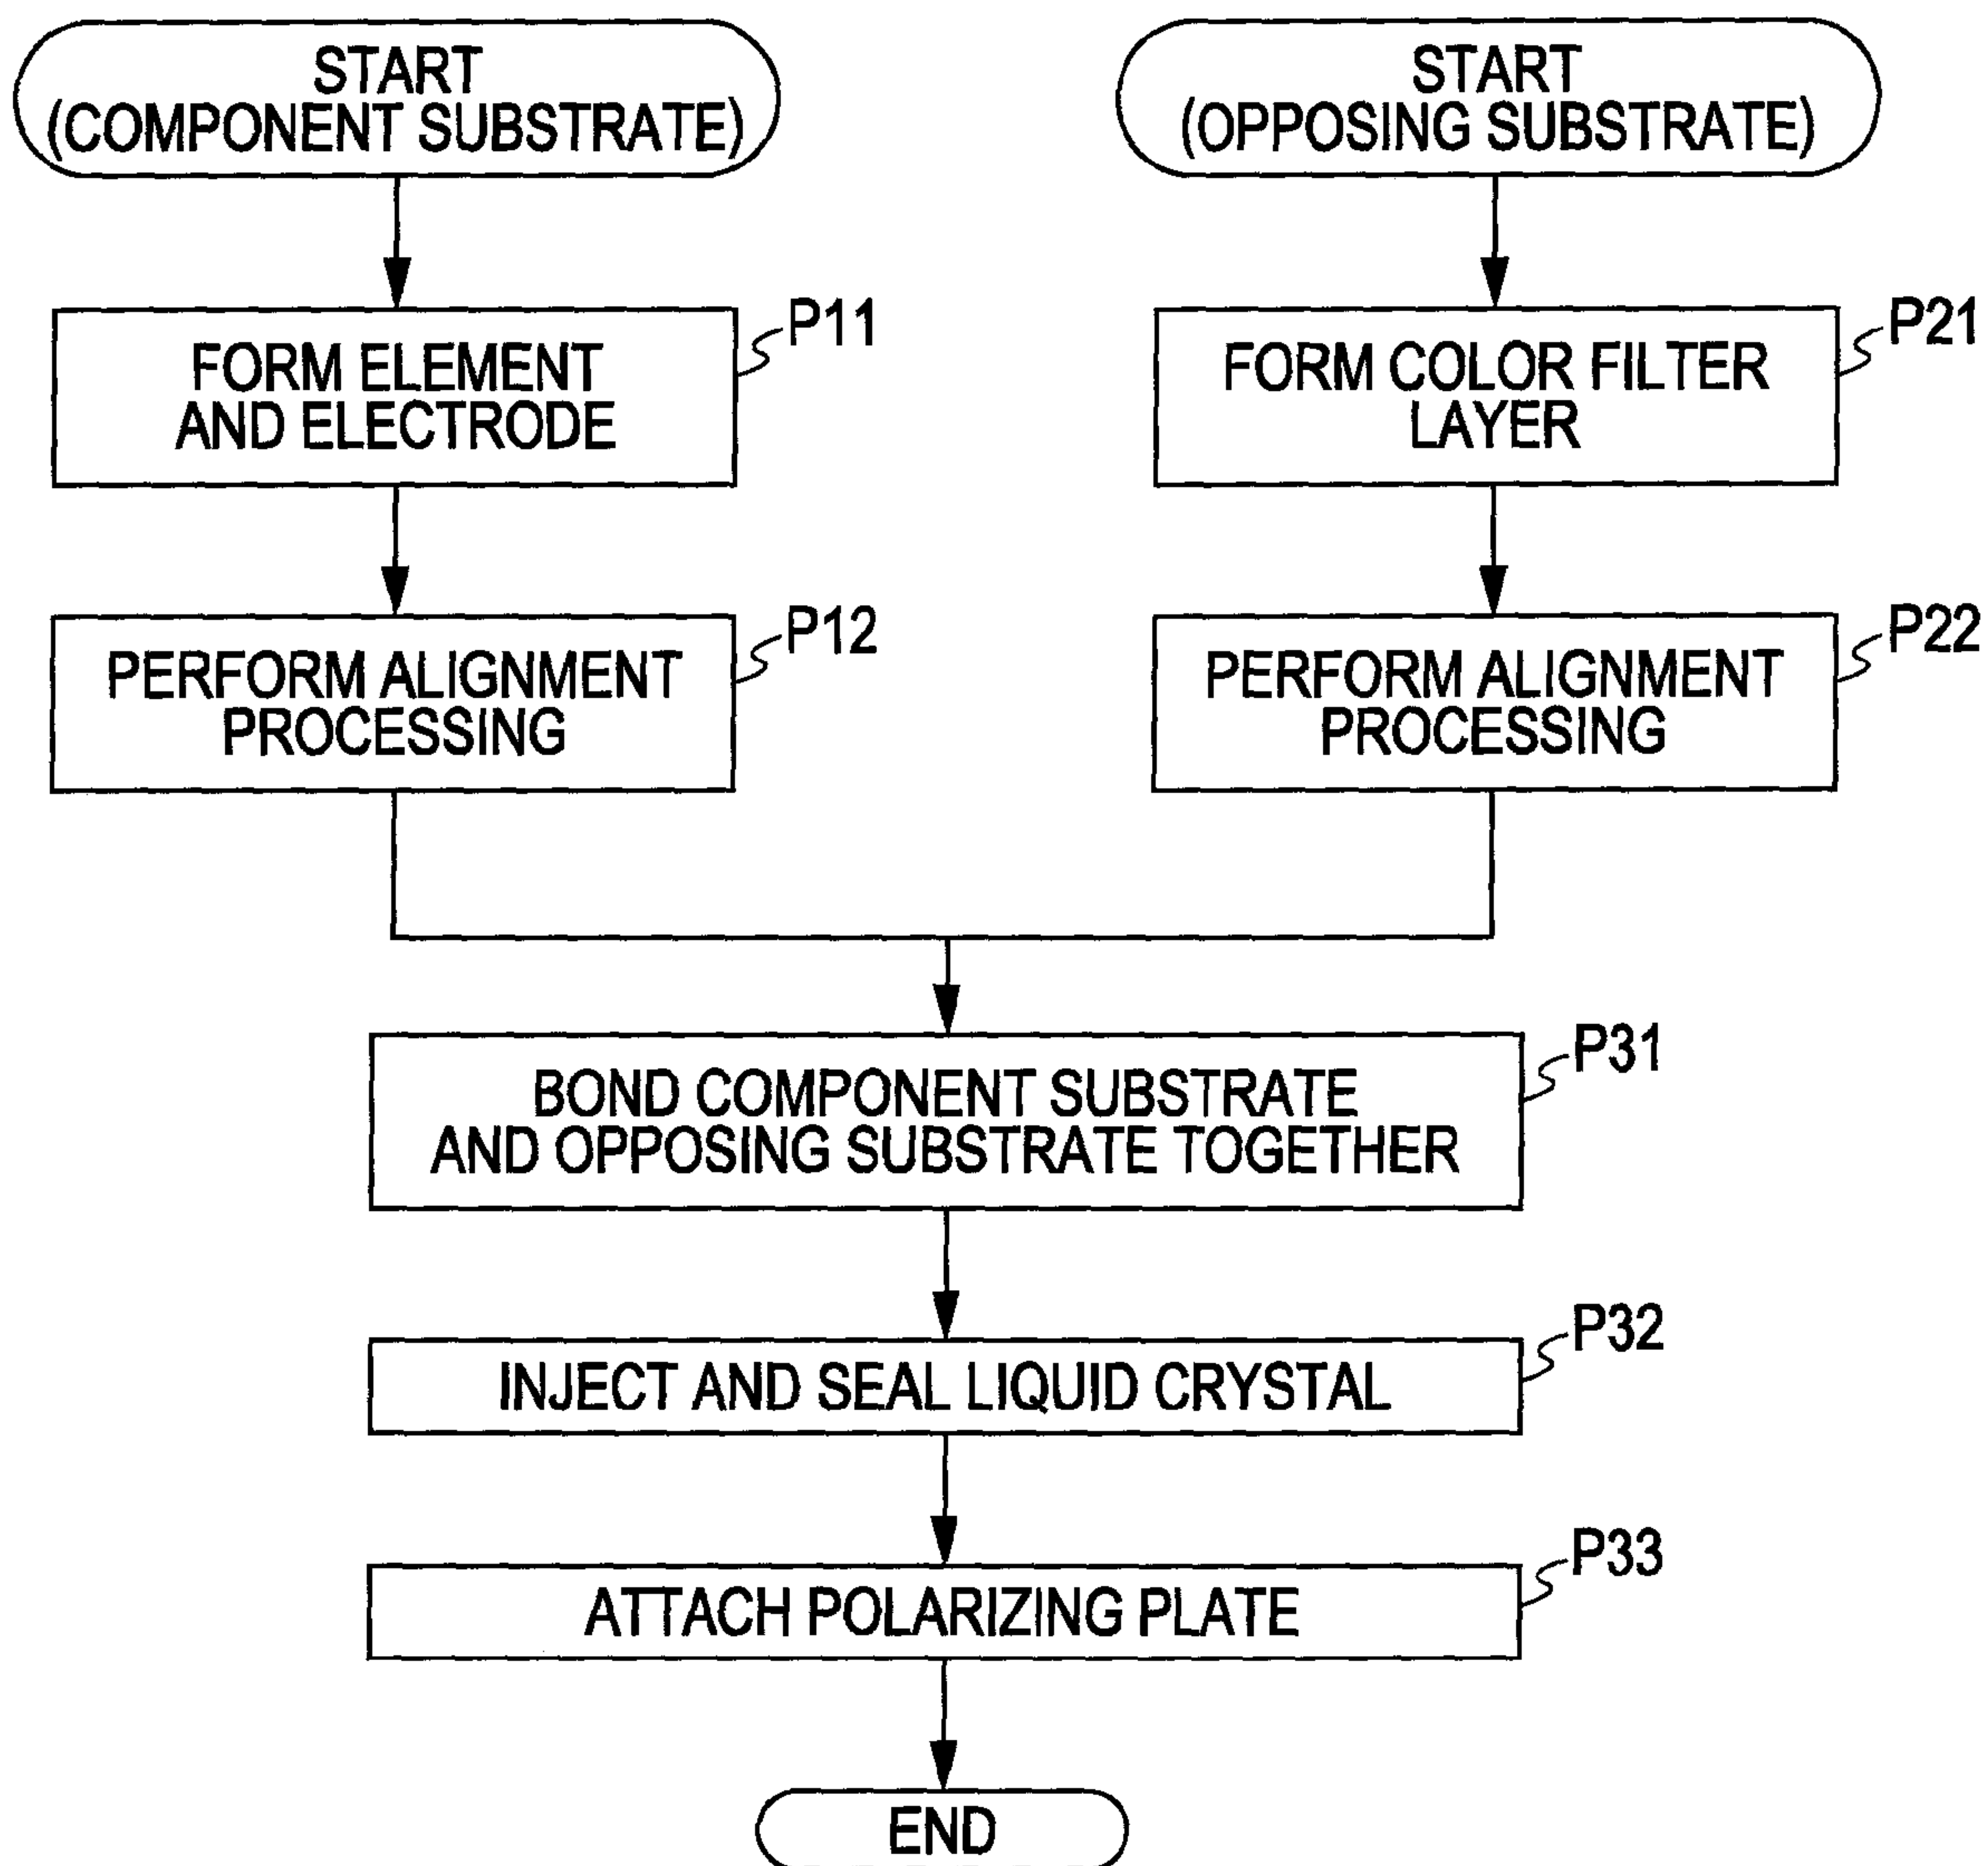 START
(COMPONENT SUBSTRATE)
START
(OPPOSING SUBSTRATE)
P11
FORM ELEMENT
AND ELECTRODE
P21
FORM COLOR FILTER
LAYER
P12
PERFORM ALIGNMENT
PROCESSING
P22
PERFORM ALIGNMENT
PROCESSING
P31
BOND COMPONENT SUBSTRATE
AND OPPOSING SUBSTRATE TOGETHER
P32
INJECT AND SEAL LIQUID CRYSTAL
P33
ATTACH POLARIZING PLATE
END